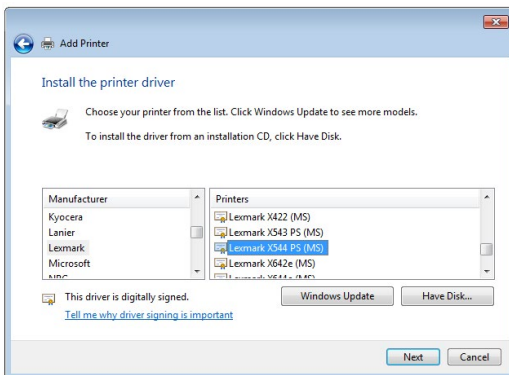 Add Printer
Install the printer driver
Choose your printer from the list. Click Windows Update to see more models.
To install the driver from an installation CD, click Have Disk.
Manufacturer
Kyocera
Lanier
Lexmark
Microsoft
Printers
Lexmark X422 (MS)
Lexmark X543 PS (MS)
Lexmark X544 PS (MS)
Lexmark X642e (MS)
This driver is digitally signed.
Tell me why driver signing is important
Windows Update
Have Disk...
Next
Cancel